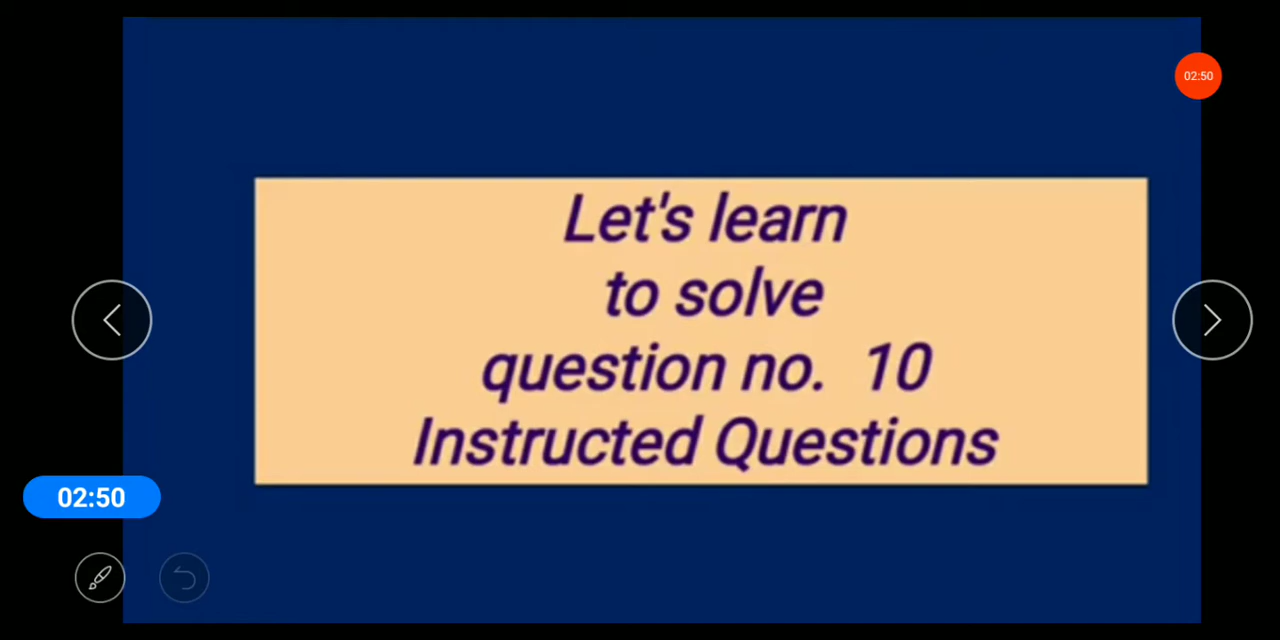 02:50
Let's learn
to solve
question no. 10
Instructed Questions
02:50